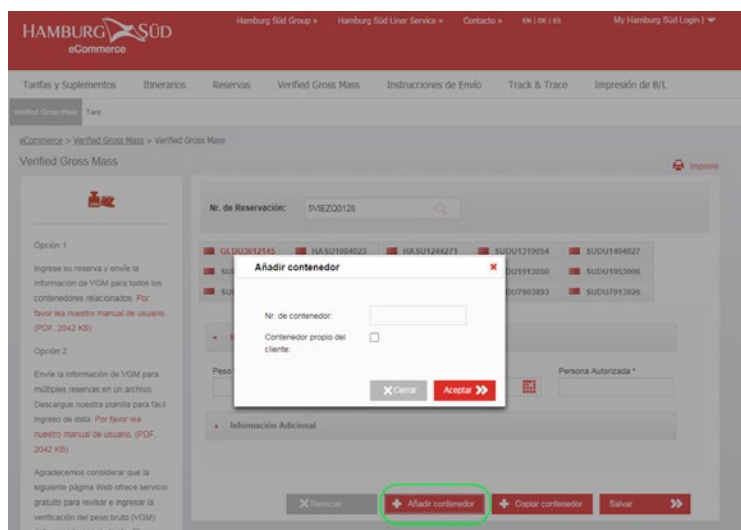 HAMBURG SÜD
eCommerce
Hamburg Süd Group » Hamburg Süd Liner Service » Contacto » EN | DE | ES My Hamburg Süd Login |
Tarifas y Suplementos Itinerarios Reservas Verified Gross Mass Instrucciones de Envío Track & Trace Impresión de B/L
Verified Gross Mass Tare
eCommerce > Verified Gross Mass > Verified Gross Mass
Verified Gross Mass
Imprimir
Opción 1
Ingrese su reserva y envíe la
información de VGM para todos los
contenedores relacionados. Por
favor lea nuestro manual de usuario
(PDF, 2042 KB)
Opción 2
Envíe la información de VGM para
múltiples reservas en un archivo.
Descargue nuestra planilla para fácil
ingreso de data. Por favor lea
nuestro manual de usuario. (PDF,
2042 KB)
Agradecemos considerar que la
siguiente página Web ofrece servicio
gratuito para revisar e ingresar la
verificación del peso bruto (VGM)
Nr. de Reservación: 5VIEZQ0128
GLDU3612145 HASU1084023 HASU1244271 SUDU1319054 SUDU1404027
SUDU1913050 SUDU1953006
SUDU7913926
Añadir contenedor
Nr. de contenedor:
Contenedor propio del
cliente:
Cerrar Aceptar
Peso
Persona Autorizada *
Información Adicional
Reiniciar Añadir contenedor Copiar contenedor Salvar